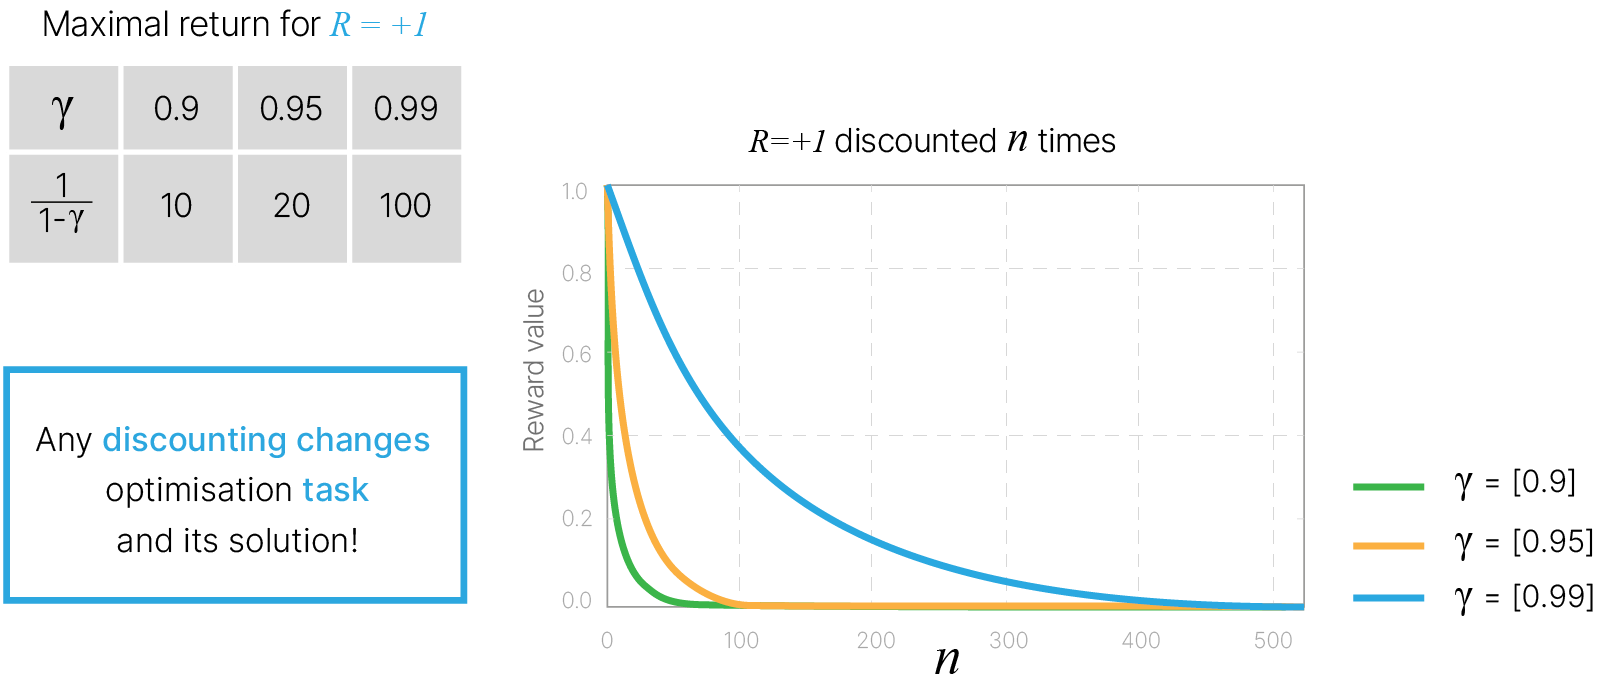 Maximal return for R = +1
γ 0.9 0.95 0.99
1
1-γ
10 20 100
Any discounting changes
optimisation task
and its solution!
R=+1 discounted n times
Reward value
1.0
0.8
0.6
0.4
0.2
0.0
0 100 200 300 400 500
n
γ = [0.9]
γ = [0.95]
γ = [0.99]